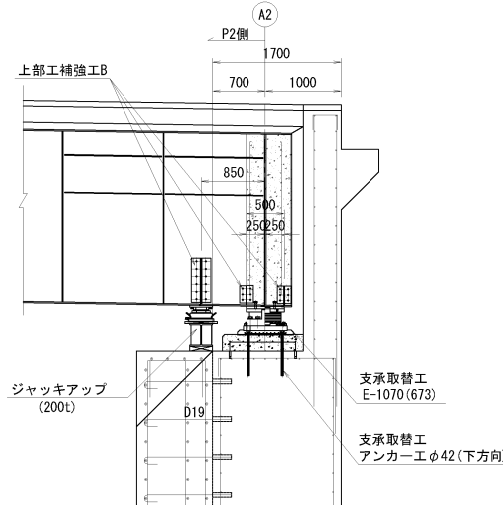 A2
P2側
1700
700
1000
上部工補強工B
850
500
250
250
ジャッキアップ
(200t)
D19
支承取替工
E-1070(673)
支承取替工
アンカー工φ42(下方向